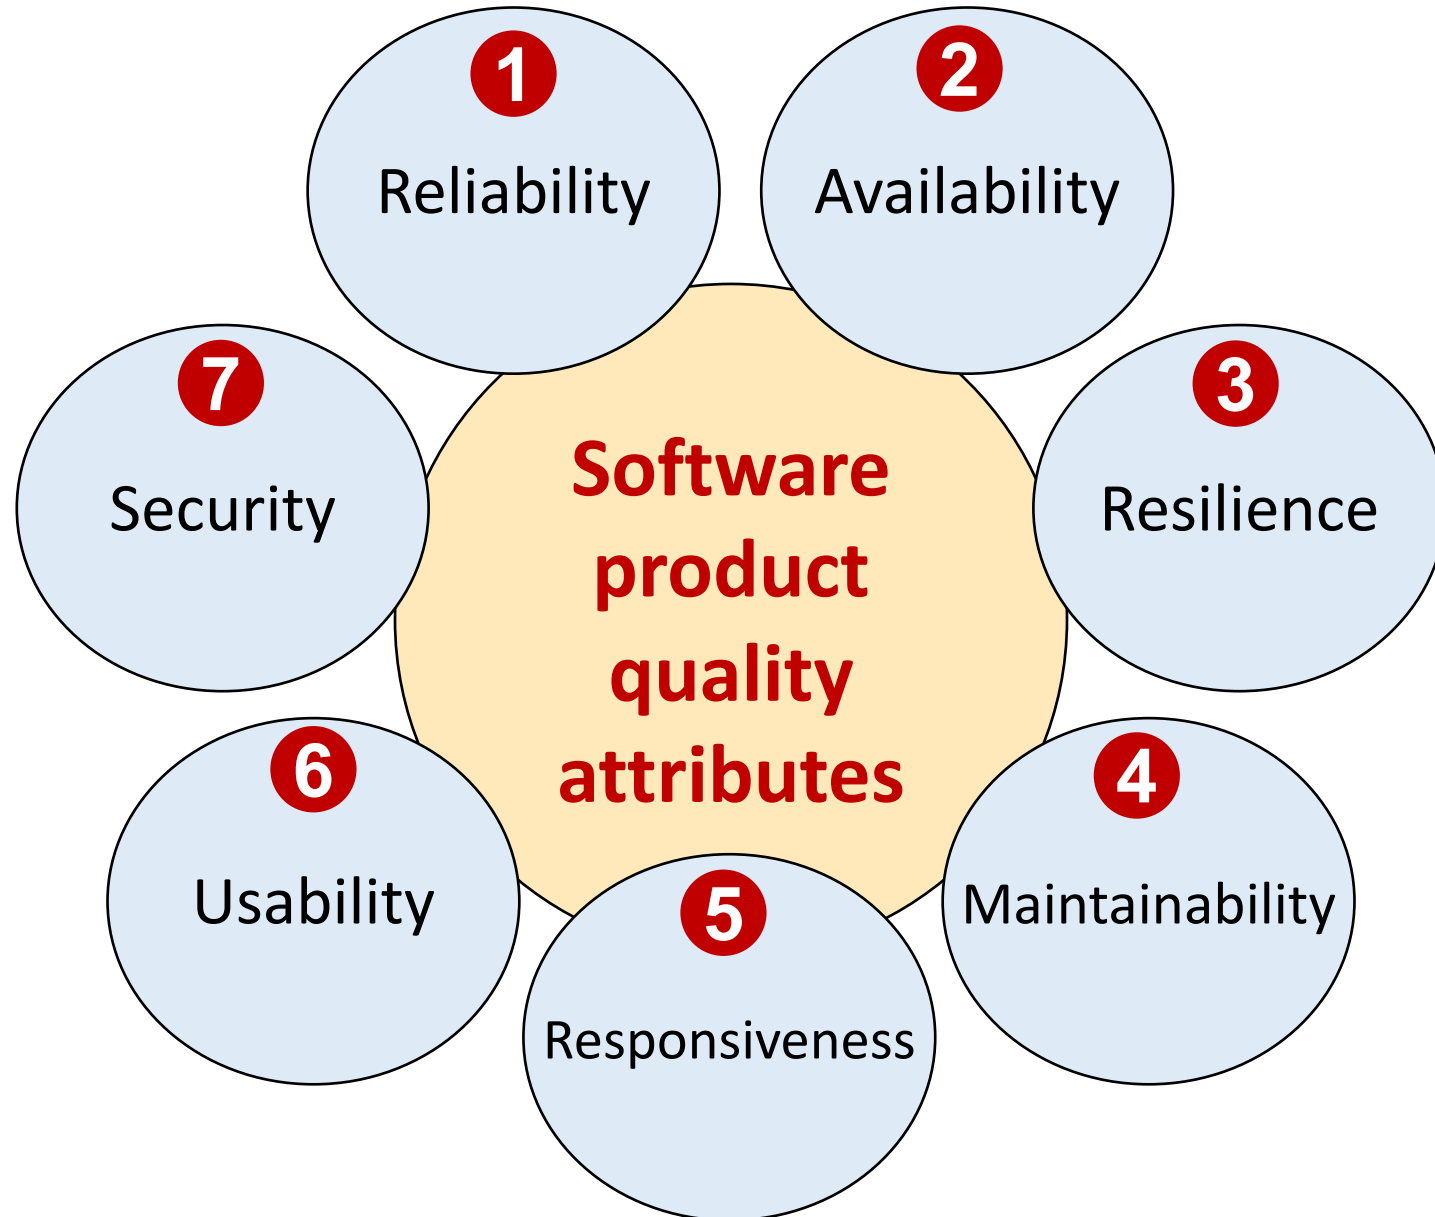 1
Reliability
2
Availability
3
Resilience
4
Maintainability
5
Responsiveness
6
Usability
7
Security
Software
product
quality
attributes